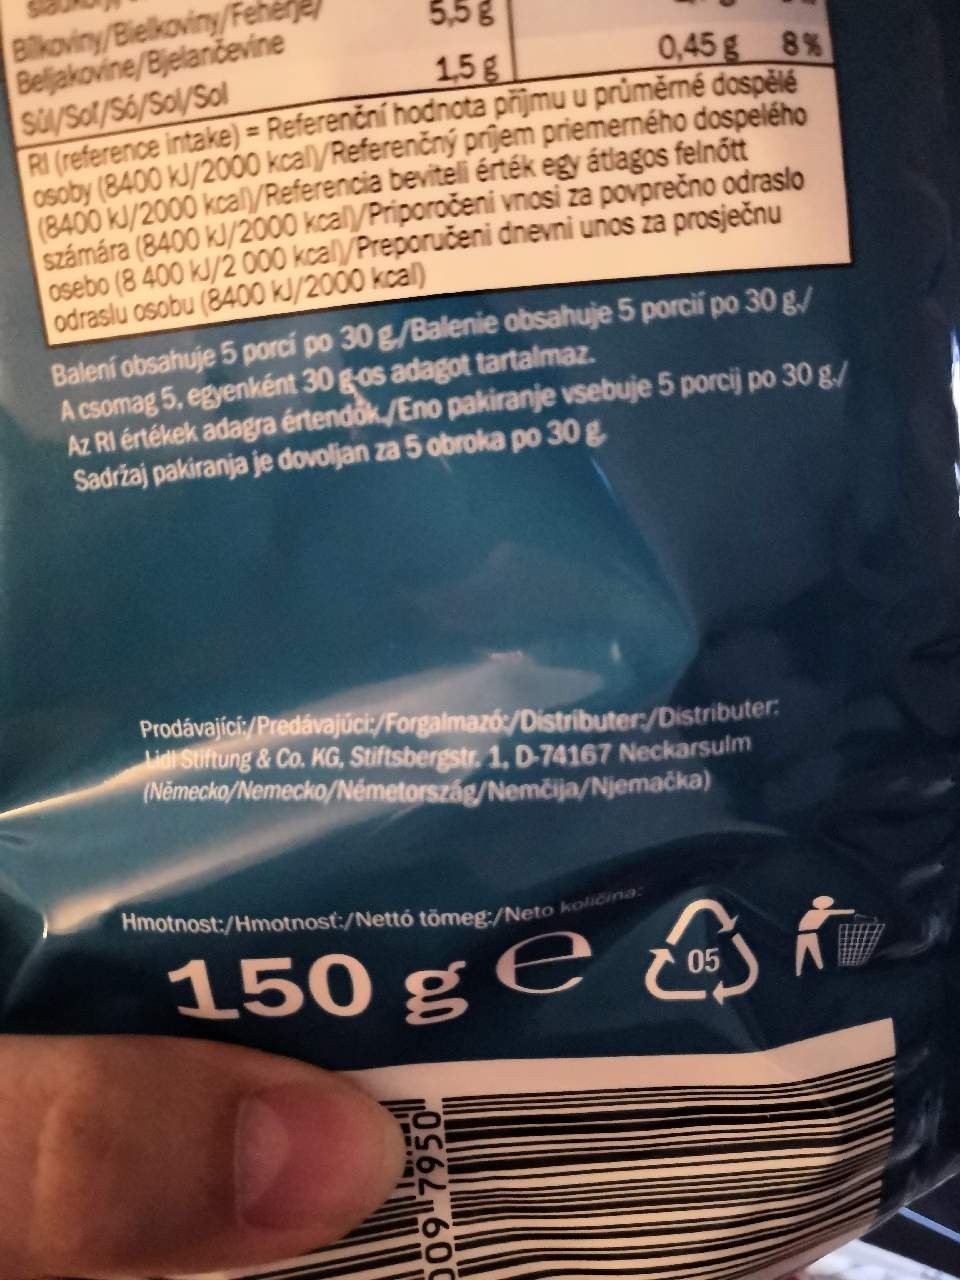 Bílkoviny/Bielkoviny/Fehérje/ 5,5 g
Beljakovine/Bjelančevine
Sůl/Soľ/Só/Sol/Sol 1,5 g 0,45 g 8 %
RI (reference intake) = Referenční hodnota příjmu u průměrné dospělé
osoby (8400 kJ/2000 kcal)/Referenčný príjem priemerného dospelého
(8400 kJ/2000 kcal)/Referencia beviteli érték egy átlagos felnőtt
számára (8400 kJ/2000 kcal)/Priporočeni vnosi za povprečno odraslo
osebo (8 400 kJ/2 000 kcal)/Preporučeni dnevni unos za prosječnu
odraslu osobu (8400 kJ/2000 kcal)
Balení obsahuje 5 porcí po 30 g./Balenie obsahuje 5 porcií po 30 g./
A csomag 5, egyenként 30 g-os adagot tartalmaz.
Az RI értékek adagra értendők./Eno pakiranje vsebuje 5 porcij po 30 g./
Sadržaj pakiranja je dovoljan za 5 obroka po 30 g.
Prodávající:/Predávajúci:/Forgalmazó:/Distributer:/Distributer:
Lidl Stiftung & Co. KG, Stiftsbergstr. 1, D-74167 Neckarsulm
(Německo/Nemecko/Németország/Nemčija/Njemačka)
Hmotnost:/Hmotnosť:/Nettó tömeg:/Neto količina:
150 g e 05